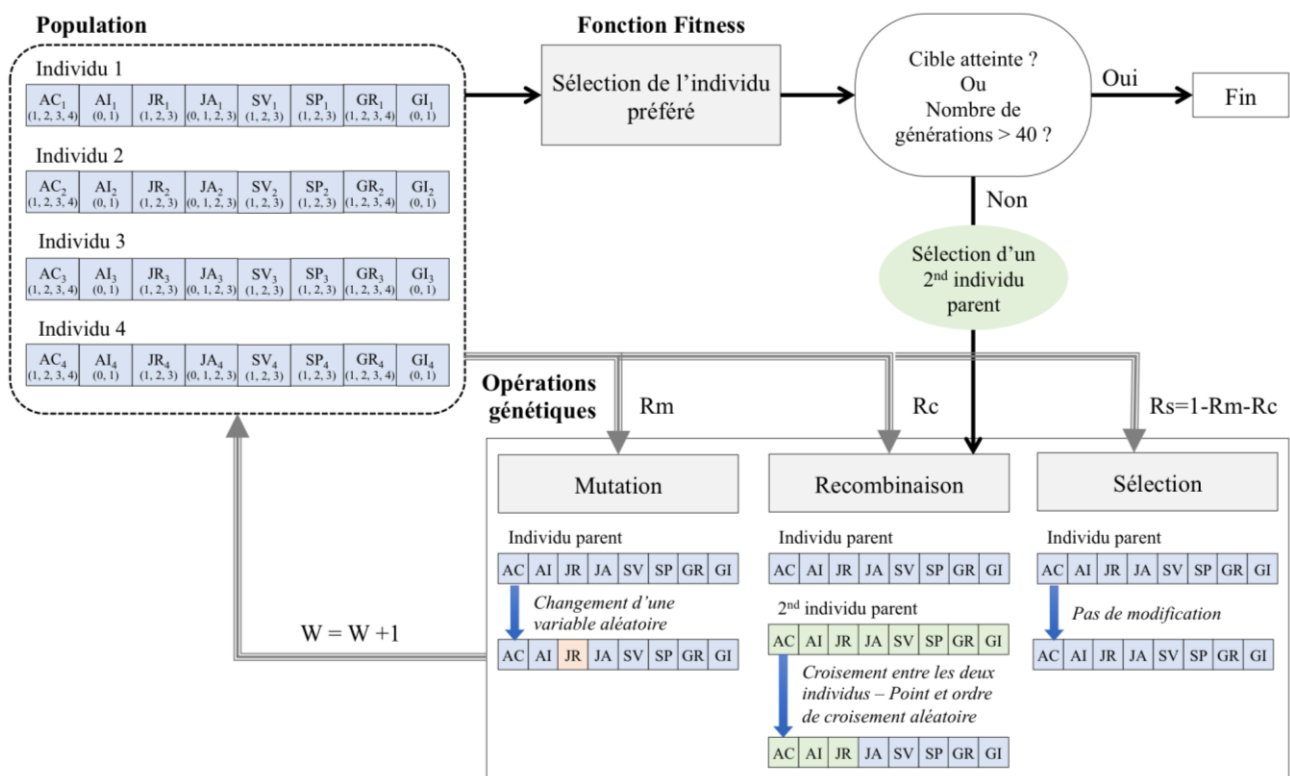 Population
Individu 1
AC1 AI1 JR1 JA1 SV1 SP1 GR1 GI1
(1, 2, 3, 4) (0, 1) (1, 2, 3) (0, 1, 2, 3) (1, 2, 3) (1, 2, 3) (1, 2, 3, 4) (0, 1)
Individu 2
AC2 AI2 JR2 JA2 SV2 SP2 GR2 GI2
(1, 2, 3, 4) (0, 1) (1, 2, 3) (0, 1, 2, 3) (1, 2, 3) (1, 2, 3) (1, 2, 3, 4) (0, 1)
Individu 3
AC3 AI3 JR3 JA3 SV3 SP3 GR3 GI3
(1, 2, 3, 4) (0, 1) (1, 2, 3) (0, 1, 2, 3) (1, 2, 3) (1, 2, 3) (1, 2, 3, 4) (0, 1)
Individu 4
AC4 AI4 JR4 JA4 SV4 SP4 GR4 GI4
(1, 2, 3, 4) (0, 1) (1, 2, 3) (0, 1, 2, 3) (1, 2, 3) (1, 2, 3) (1, 2, 3, 4) (0, 1)
Fonction Fitness
Sélection de l’individu
préféré
Cible atteinte ?
Ou
Nombre de
générations > 40 ?
Oui
Fin
Non
Sélection d’un
2nd individu
parent
Opérations
génétiques
Rm
Rc
Rs=1-Rm-Rc
Mutation
Individu parent
AC AI JR JA SV SP GR GI
Changement d’une
variable aléatoire
AC AI JR JA SV SP GR GI
Recombinaison
Individu parent
AC AI JR JA SV SP GR GI
2nd individu parent
AC AI JR JA SV SP GR GI
Croisement entre les deux
individus – Point et ordre
de croisement aléatoire
AC AI JR JA SV SP GR GI
Sélection
Individu parent
AC AI JR JA SV SP GR GI
Pas de modification
AC AI JR JA SV SP GR GI
W = W +1